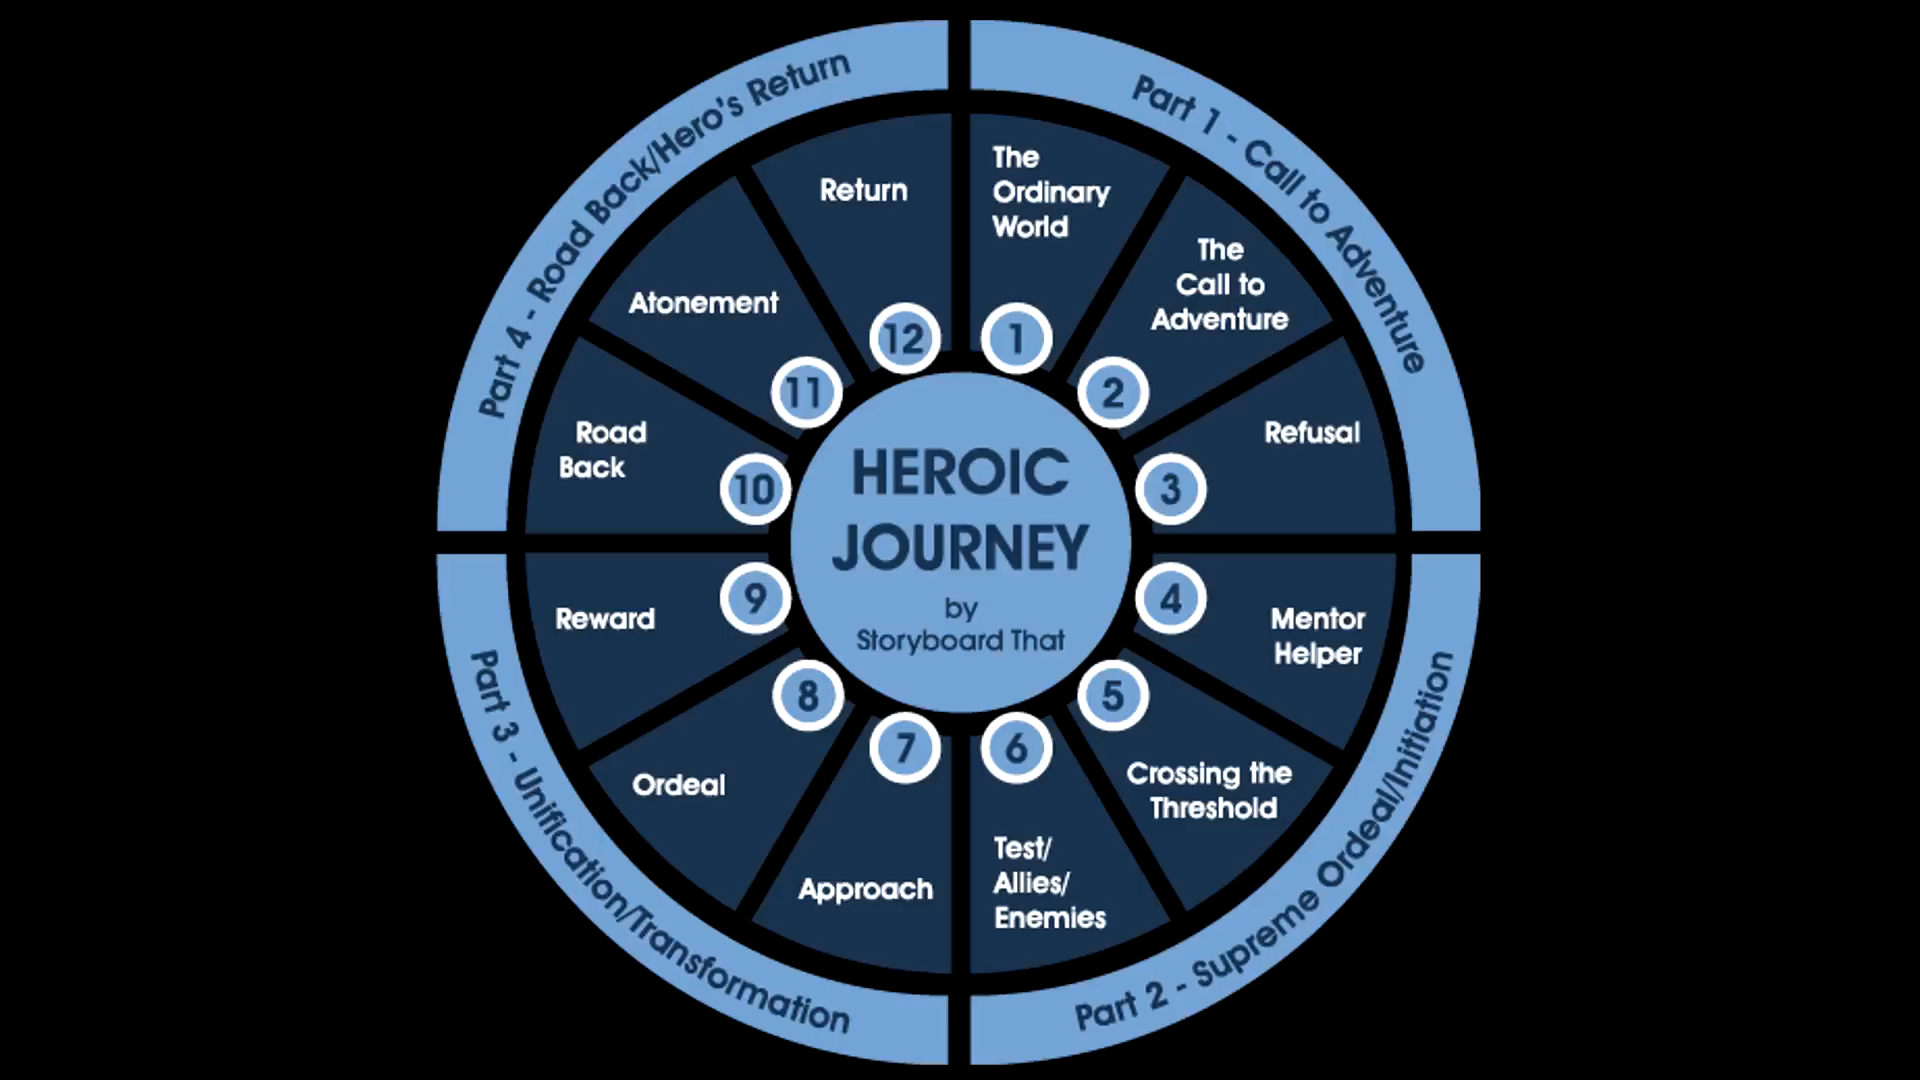 HEROIC
JOURNEY
by
Storyboard That
Part 1 - Call to Adventure
The
Ordinary
World
1
The
Call to
Adventure
2
Refusal
3
Part 2 - Supreme Ordeal/Initiation
Mentor
Helper
4
Crossing the
Threshold
5
Test/
Allies/
Enemies
6
Part 3 - Unification/Transformation
Approach
7
Ordeal
8
Reward
9
Part 4 - Road Back/Hero's Return
Road
Back
10
Atonement
11
Return
12